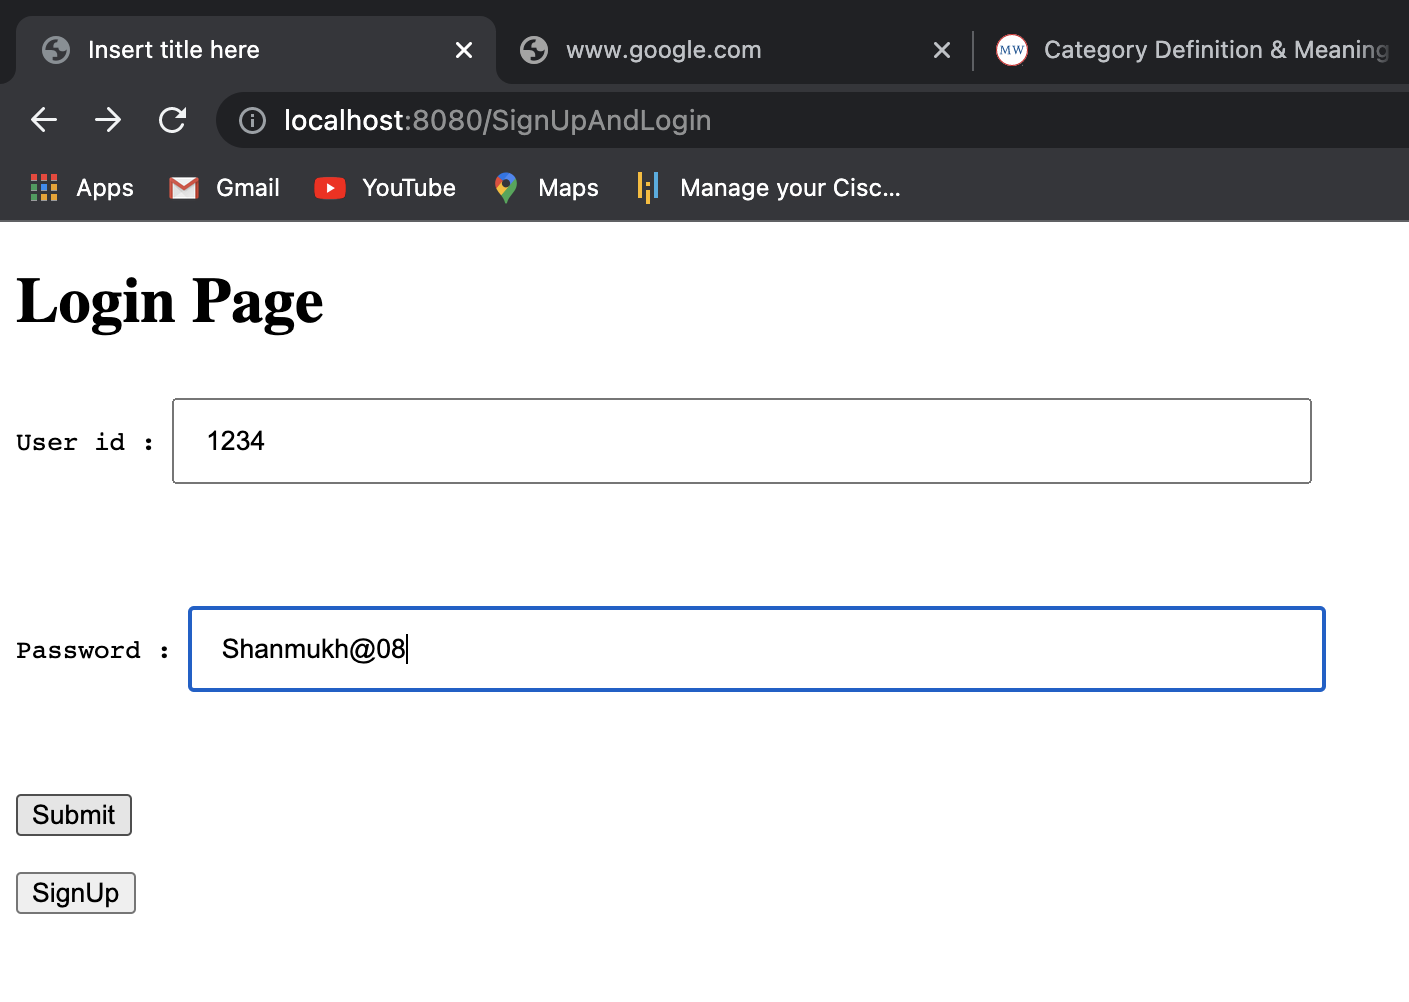 Insert title here
www.google.com
MW
Category Definition & Meaning
localhost:8080/SignUpAndLogin
Apps Gmail YouTube Maps Manage your Cisc...
Login Page
User id : 1234
Password : Shanmukh@08
Submit
SignUp